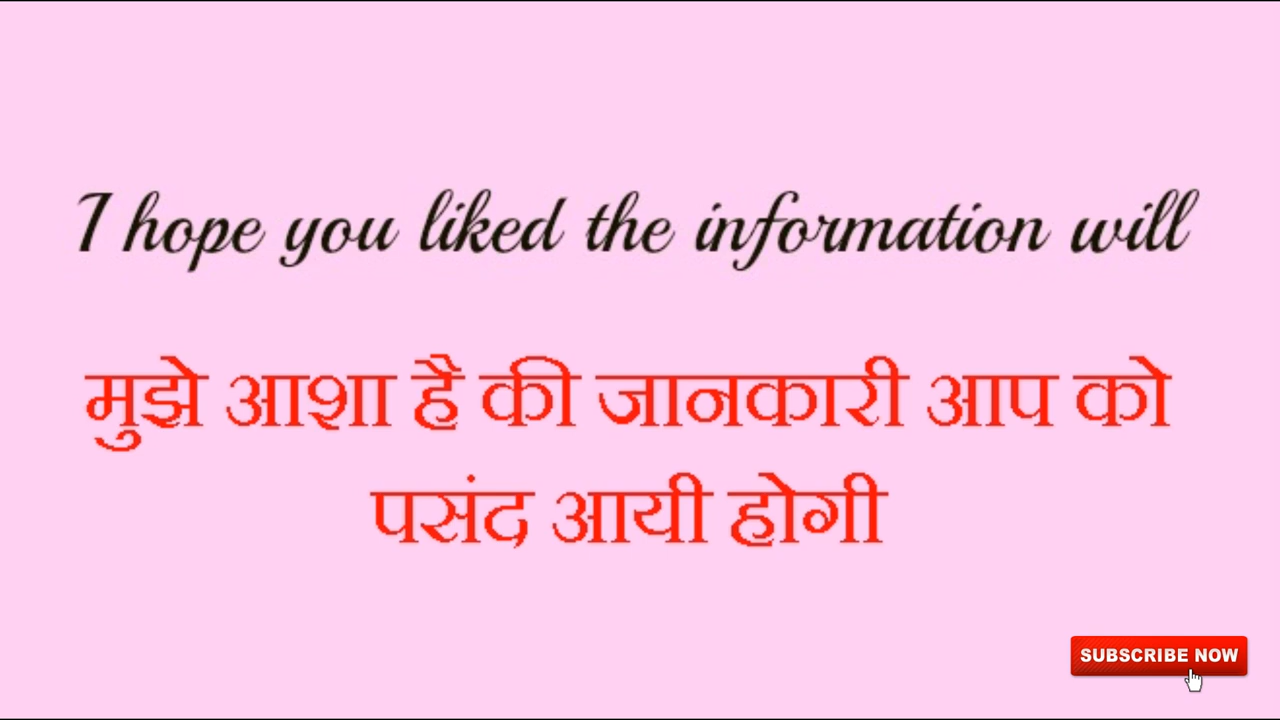 I hope you liked the information will
मुझे आशा है की जानकारी आप को
पसंद आयी होगी
SUBSCRIBE NOW